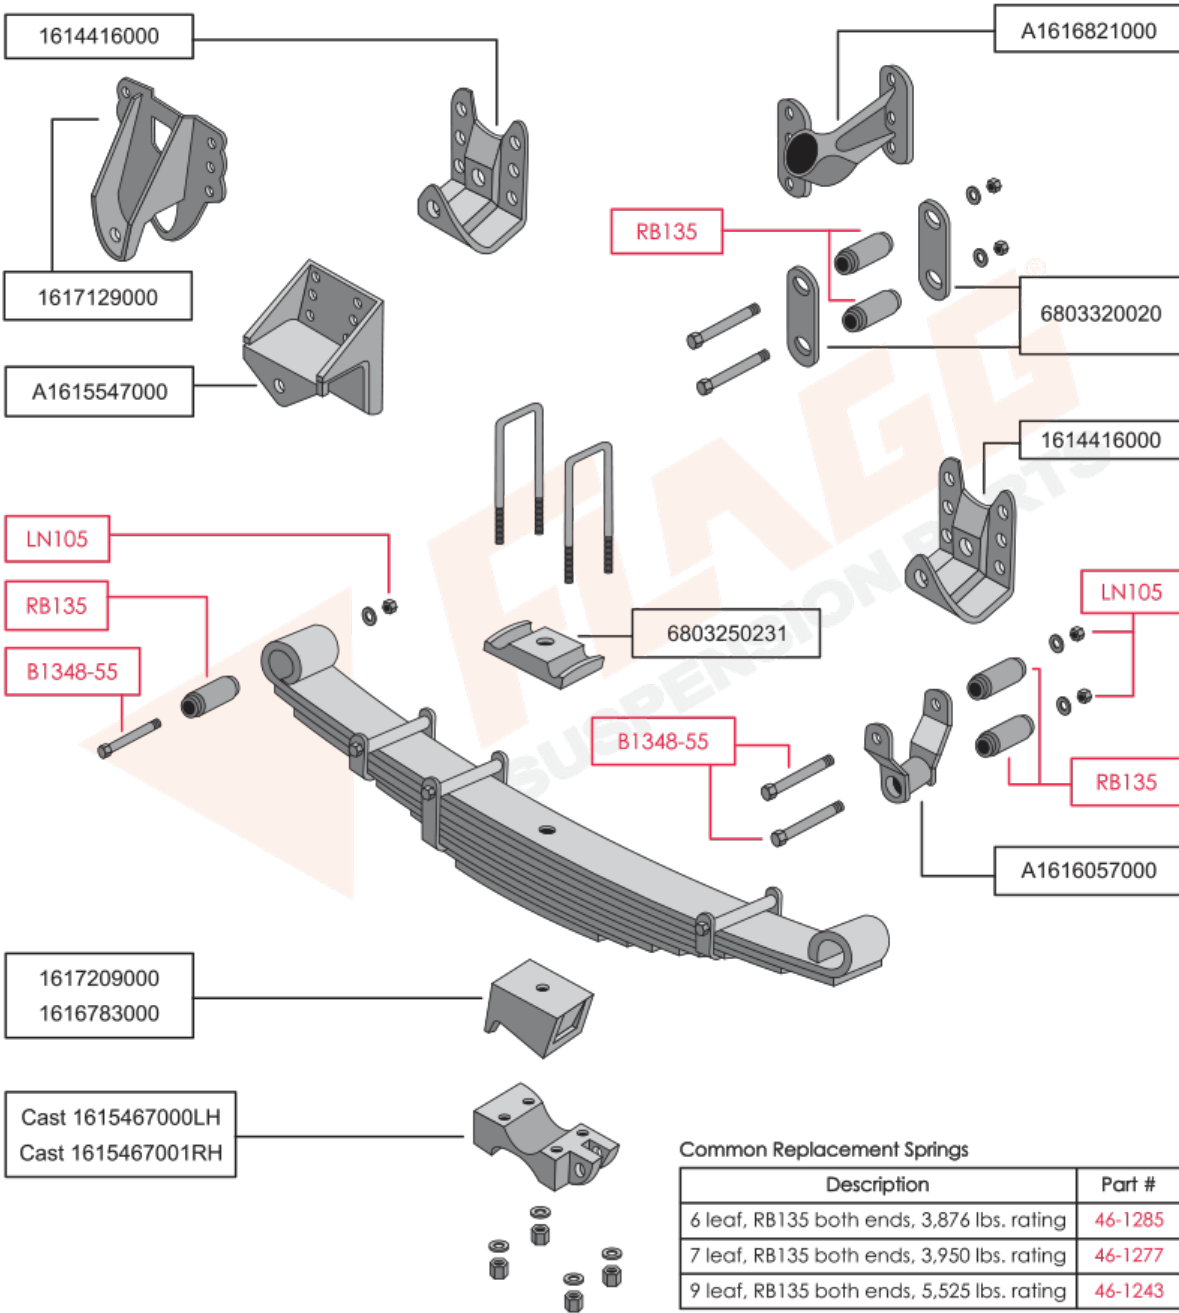 1614416000
A1616821000
RB135
1617129000
6803320020
A1615547000
1614416000
LN105
LN105
RB135
6803250231
B1348-55
B1348-55
RB135
A1616057000
1617209000
1616783000
Cast 1615467000LH
Cast 1615467001RH
Common Replacement Springs
Description Part #
6 leaf, RB135 both ends, 3,876 lbs. rating 46-1285
7 leaf, RB135 both ends, 3,950 lbs. rating 46-1277
9 leaf, RB135 both ends, 5,525 lbs. rating 46-1243
FLAGG ®
SUSPENSION PARTS